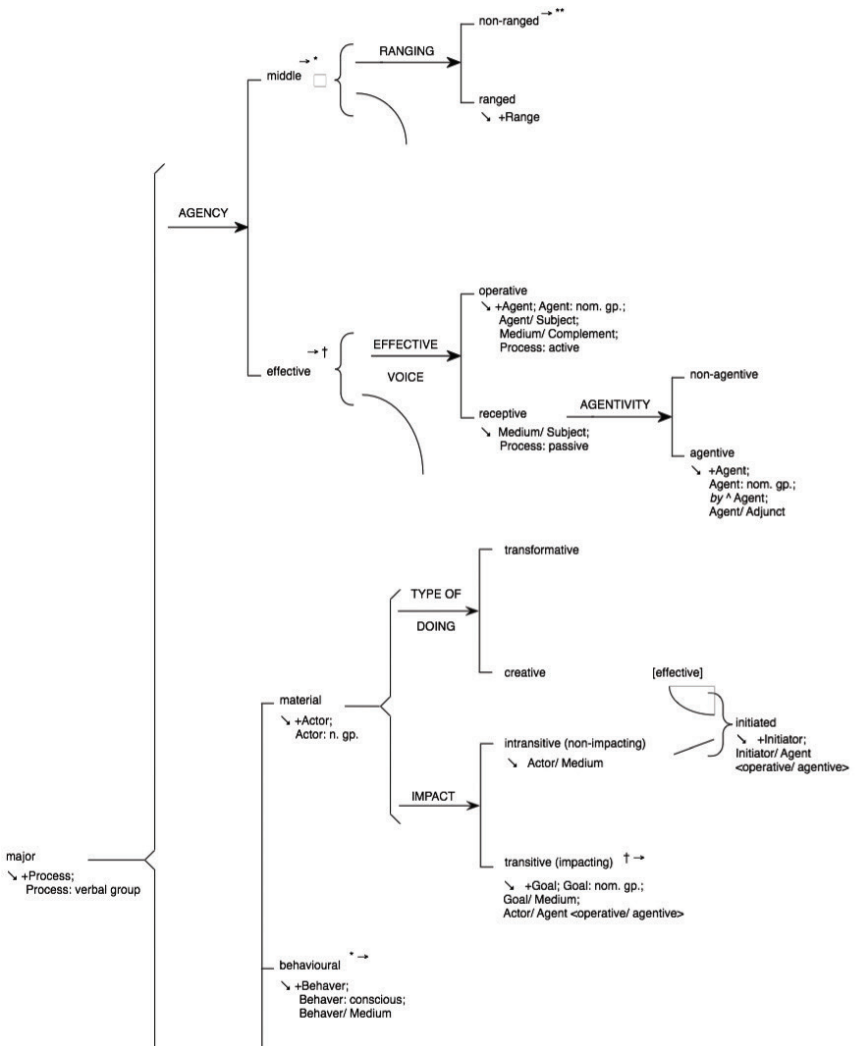 non-ranged → **
RANGING
→ *
middle
ranged
↘ +Range
AGENCY
operative
↘ +Agent; Agent: nom. gp.;
Agent/ Subject;
Medium/ Complement;
Process: active
→ †
EFFECTIVE
VOICE
effective
non-agentive
AGENTIVITY
receptive
↘ Medium/ Subject;
Process: passive
agentive
↘ +Agent;
Agent: nom. gp.;
by ^ Agent;
Agent/ Adjunct
transformative
TYPE OF
DOING
creative
[effective]
material
↘ +Actor;
Actor: n. gp.
initiated
↘ +Initiator;
Initiator/ Agent
<operative/ agentive>
intransitive (non-impacting)
↘ Actor/ Medium
IMPACT
major
↘ +Process;
Process: verbal group
transitive (impacting) † →
↘ +Goal; Goal: nom. gp.;
Goal/ Medium;
Actor/ Agent <operative/ agentive>
behavioural * →
↘ +Behaver;
Behaver: conscious;
Behaver/ Medium